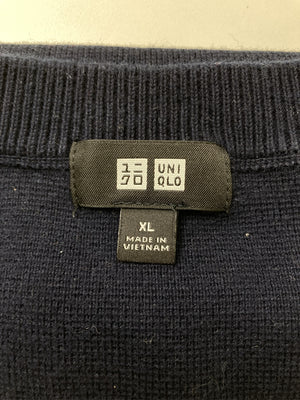 ユニ UNI
クロ QLO
XL
MADE IN
VIETNAM